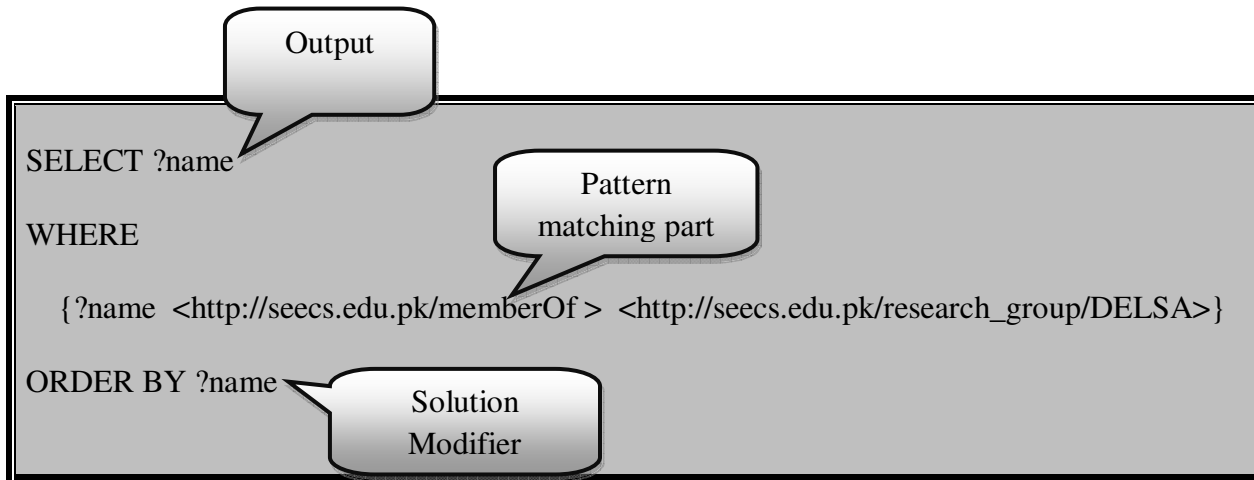 Output
SELECT ?name
Pattern
matching part
WHERE
{?name <http://seecs.edu.pk/memberOf > <http://seecs.edu.pk/research_group/DELSA>}
ORDER BY ?name
Solution
Modifier